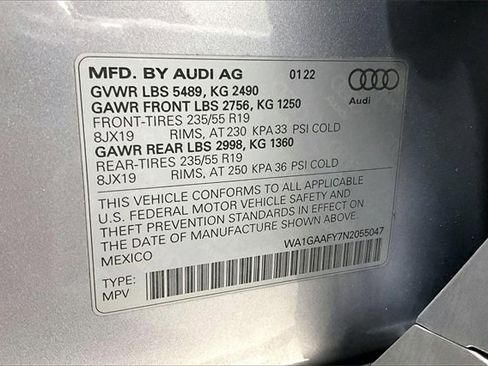 MFD. BY AUDI AG 01 22
GVWR LBS 5489, KG 2490
GAWR FRONT LBS 2756, KG 1250
FRONT-TIRES 235/55 R19
8JX19 RIMS, AT 230 KPA 33 PSI COLD
GAWR REAR LBS 2998, KG 1360
REAR-TIRES 235/55 R19
8JX19 RIMS, AT 250 KPA 36 PSI COLD
THIS VEHICLE CONFORMS TO ALL APPLICABLE
U.S. FEDERAL MOTOR VEHICLE SAFETY AND
THEFT PREVENTION STANDARDS IN EFFECT ON
THE DATE OF MANUFACTURE SHOWN ABOVE.
MEXICO WA1GAAFY7N2055047
TYPE:
MPV
Audi